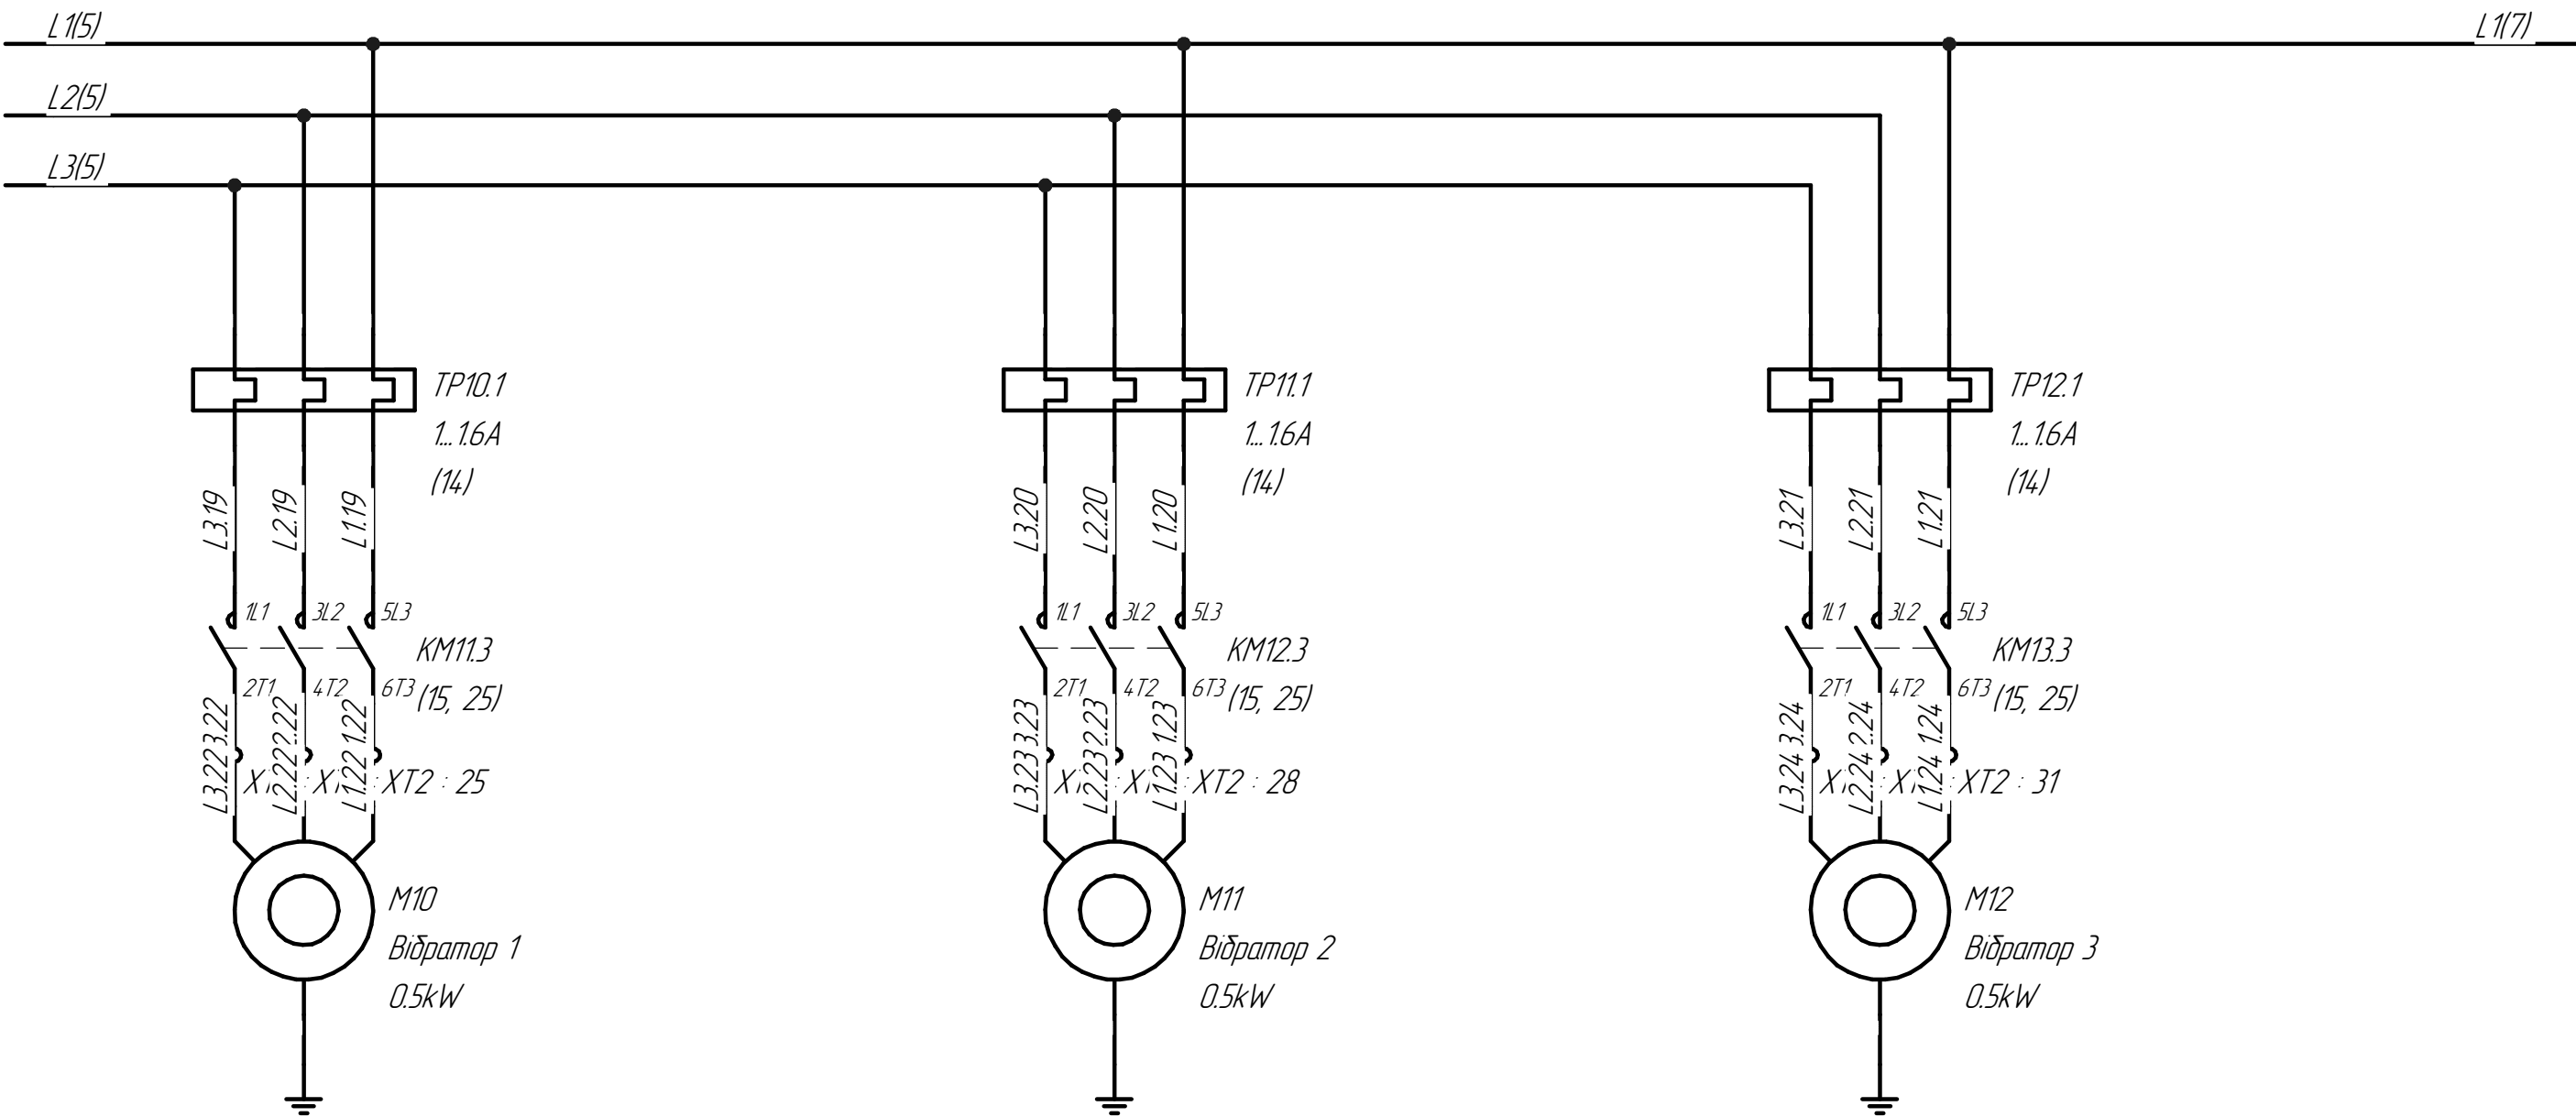 L1(5)
L1(7)
L2(5)
L3(5)
TP10.1
1...1.6A
(14)
TP11.1
1...1.6A
(14)
TP12.1
1...1.6A
(14)
L3.19
L2.19
L1.19
L3.20
L2.20
L1.20
L3.21
L2.21
L1.21
1L1
3L2
5L3
KM11.3
2T1
4T2
6T3
(15, 25)
1L1
3L2
5L3
KM12.3
2T1
4T2
6T3
(15, 25)
1L1
3L2
5L3
KM13.3
2T1
4T2
6T3
(15, 25)
L3.22
L2.22
L1.22
XT2 : 25
L3.23
L2.23
L1.23
XT2 : 28
L3.24
L2.24
L1.24
XT2 : 31
M10
Вібратор 1
0.5kW
M11
Вібратор 2
0.5kW
M12
Вібратор 3
0.5kW